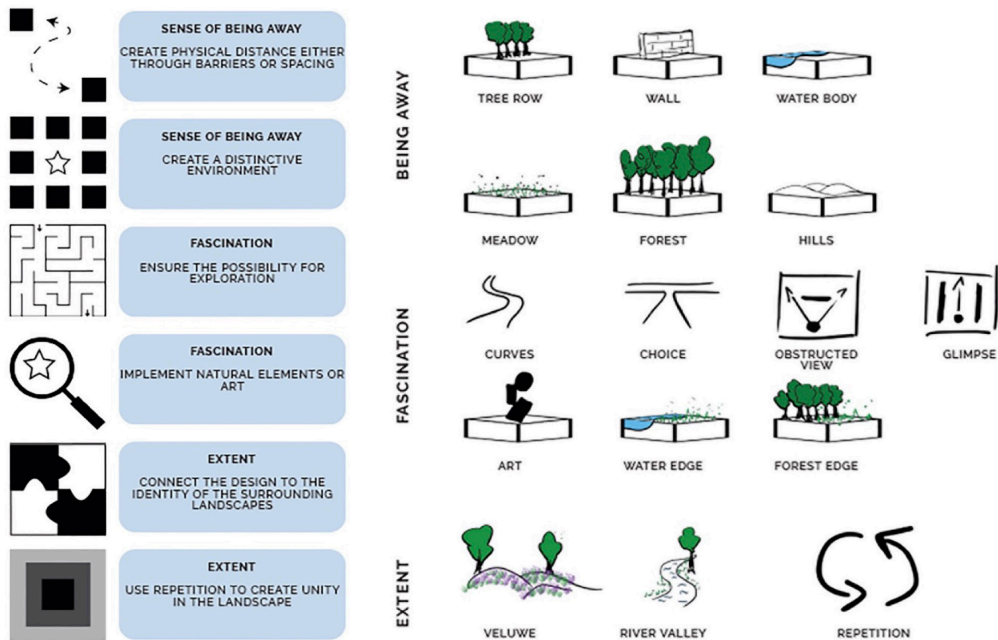 SENSE OF BEING AWAY
CREATE PHYSICAL DISTANCE EITHER
THROUGH BARRIERS OR SPACING
SENSE OF BEING AWAY
CREATE A DISTINCTIVE
ENVIRONMENT
FASCINATION
ENSURE THE POSSIBILITY FOR
EXPLORATION
FASCINATION
IMPLEMENT NATURAL ELEMENTS OR
ART
EXTENT
CONNECT THE DESIGN TO THE
IDENTITY OF THE SURROUNDING
LANDSCAPES
EXTENT
USE REPETITION TO CREATE UNITY
IN THE LANDSCAPE
BEING AWAY
TREE ROW
WALL
WATER BODY
MEADOW
FOREST
HILLS
FASCINATION
CURVES
CHOICE
OBSTRUCTED
VIEW
GLIMPSE
ART
WATER EDGE
FOREST EDGE
EXTENT
VELUWE
RIVER VALLEY
REPETITION